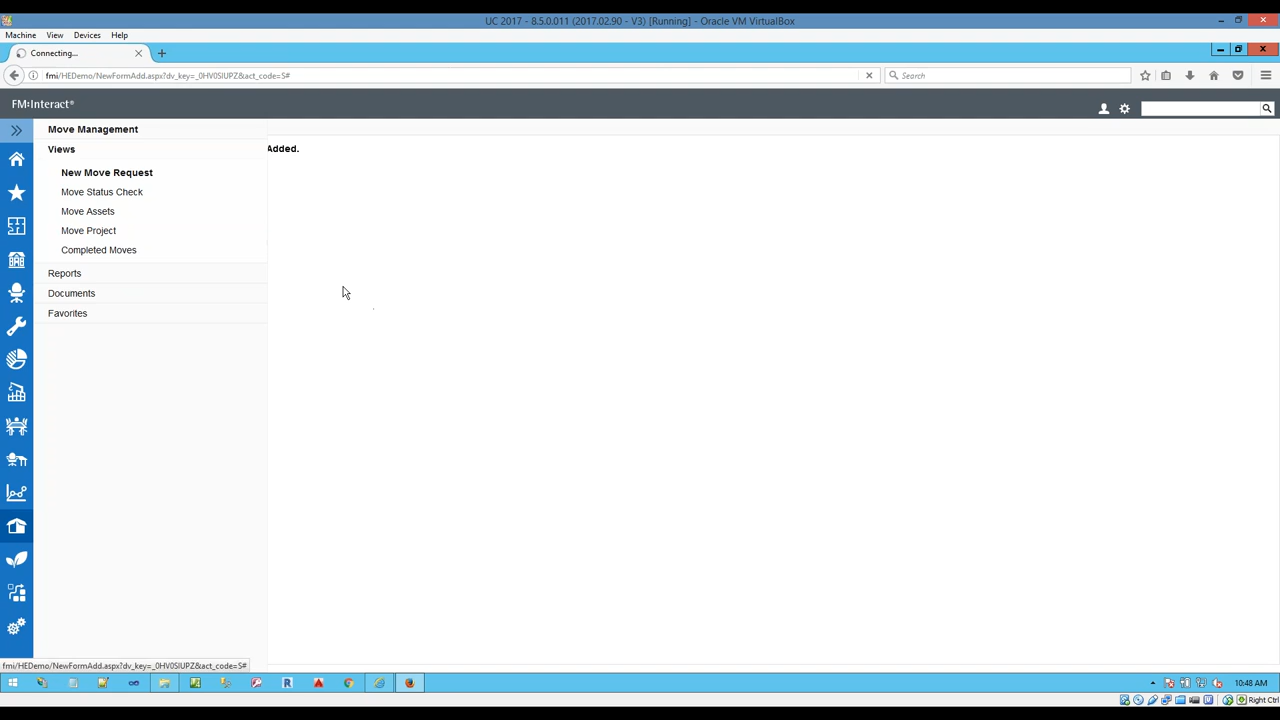 UC 2017 - 8.5.0.011 (2017.02.90 - V3) [Running] - Oracle VM VirtualBox
Machine View Devices Help
Connecting...
fmi/HEDemo/NewFormAdd.aspx?dv_key=_0HV0SIUPZ&act_code=S#
Search
FM:Interact®
Move Management
Views
Added.
New Move Request
Move Status Check
Move Assets
Move Project
Completed Moves
Reports
Documents
Favorites
fmi/HEDemo/NewFormAdd.aspx?dv_key=_0HV0SIUPZ&act_code=S#
10:48 AM
Right Ctrl